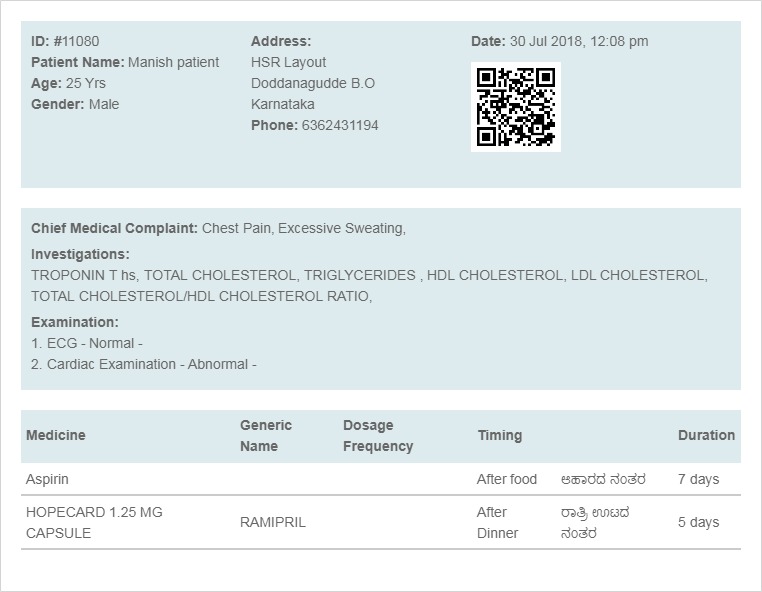 ID: #11080
Patient Name: Manish patient
Age: 25 Yrs
Gender: Male
Address:
HSR Layout
Doddanagudde B.O
Karnataka
Phone: 6362431194
Date: 30 Jul 2018, 12:08 pm
Chief Medical Complaint: Chest Pain, Excessive Sweating,
Investigations:
TROPONIN T hs, TOTAL CHOLESTEROL, TRIGLYCERIDES , HDL CHOLESTEROL, LDL CHOLESTEROL,
TOTAL CHOLESTEROL/HDL CHOLESTEROL RATIO,
Examination:
1. ECG - Normal -
2. Cardiac Examination - Abnormal -
Medicine
Generic
Name
Dosage
Frequency
Timing
Duration
Aspirin
After food
ಆಹಾರದ ನಂತರ
7 days
HOPECARD 1.25 MG
CAPSULE
RAMIPRIL
After
Dinner
ರಾತ್ರಿ ಊಟದ
ನಂತರ
5 days